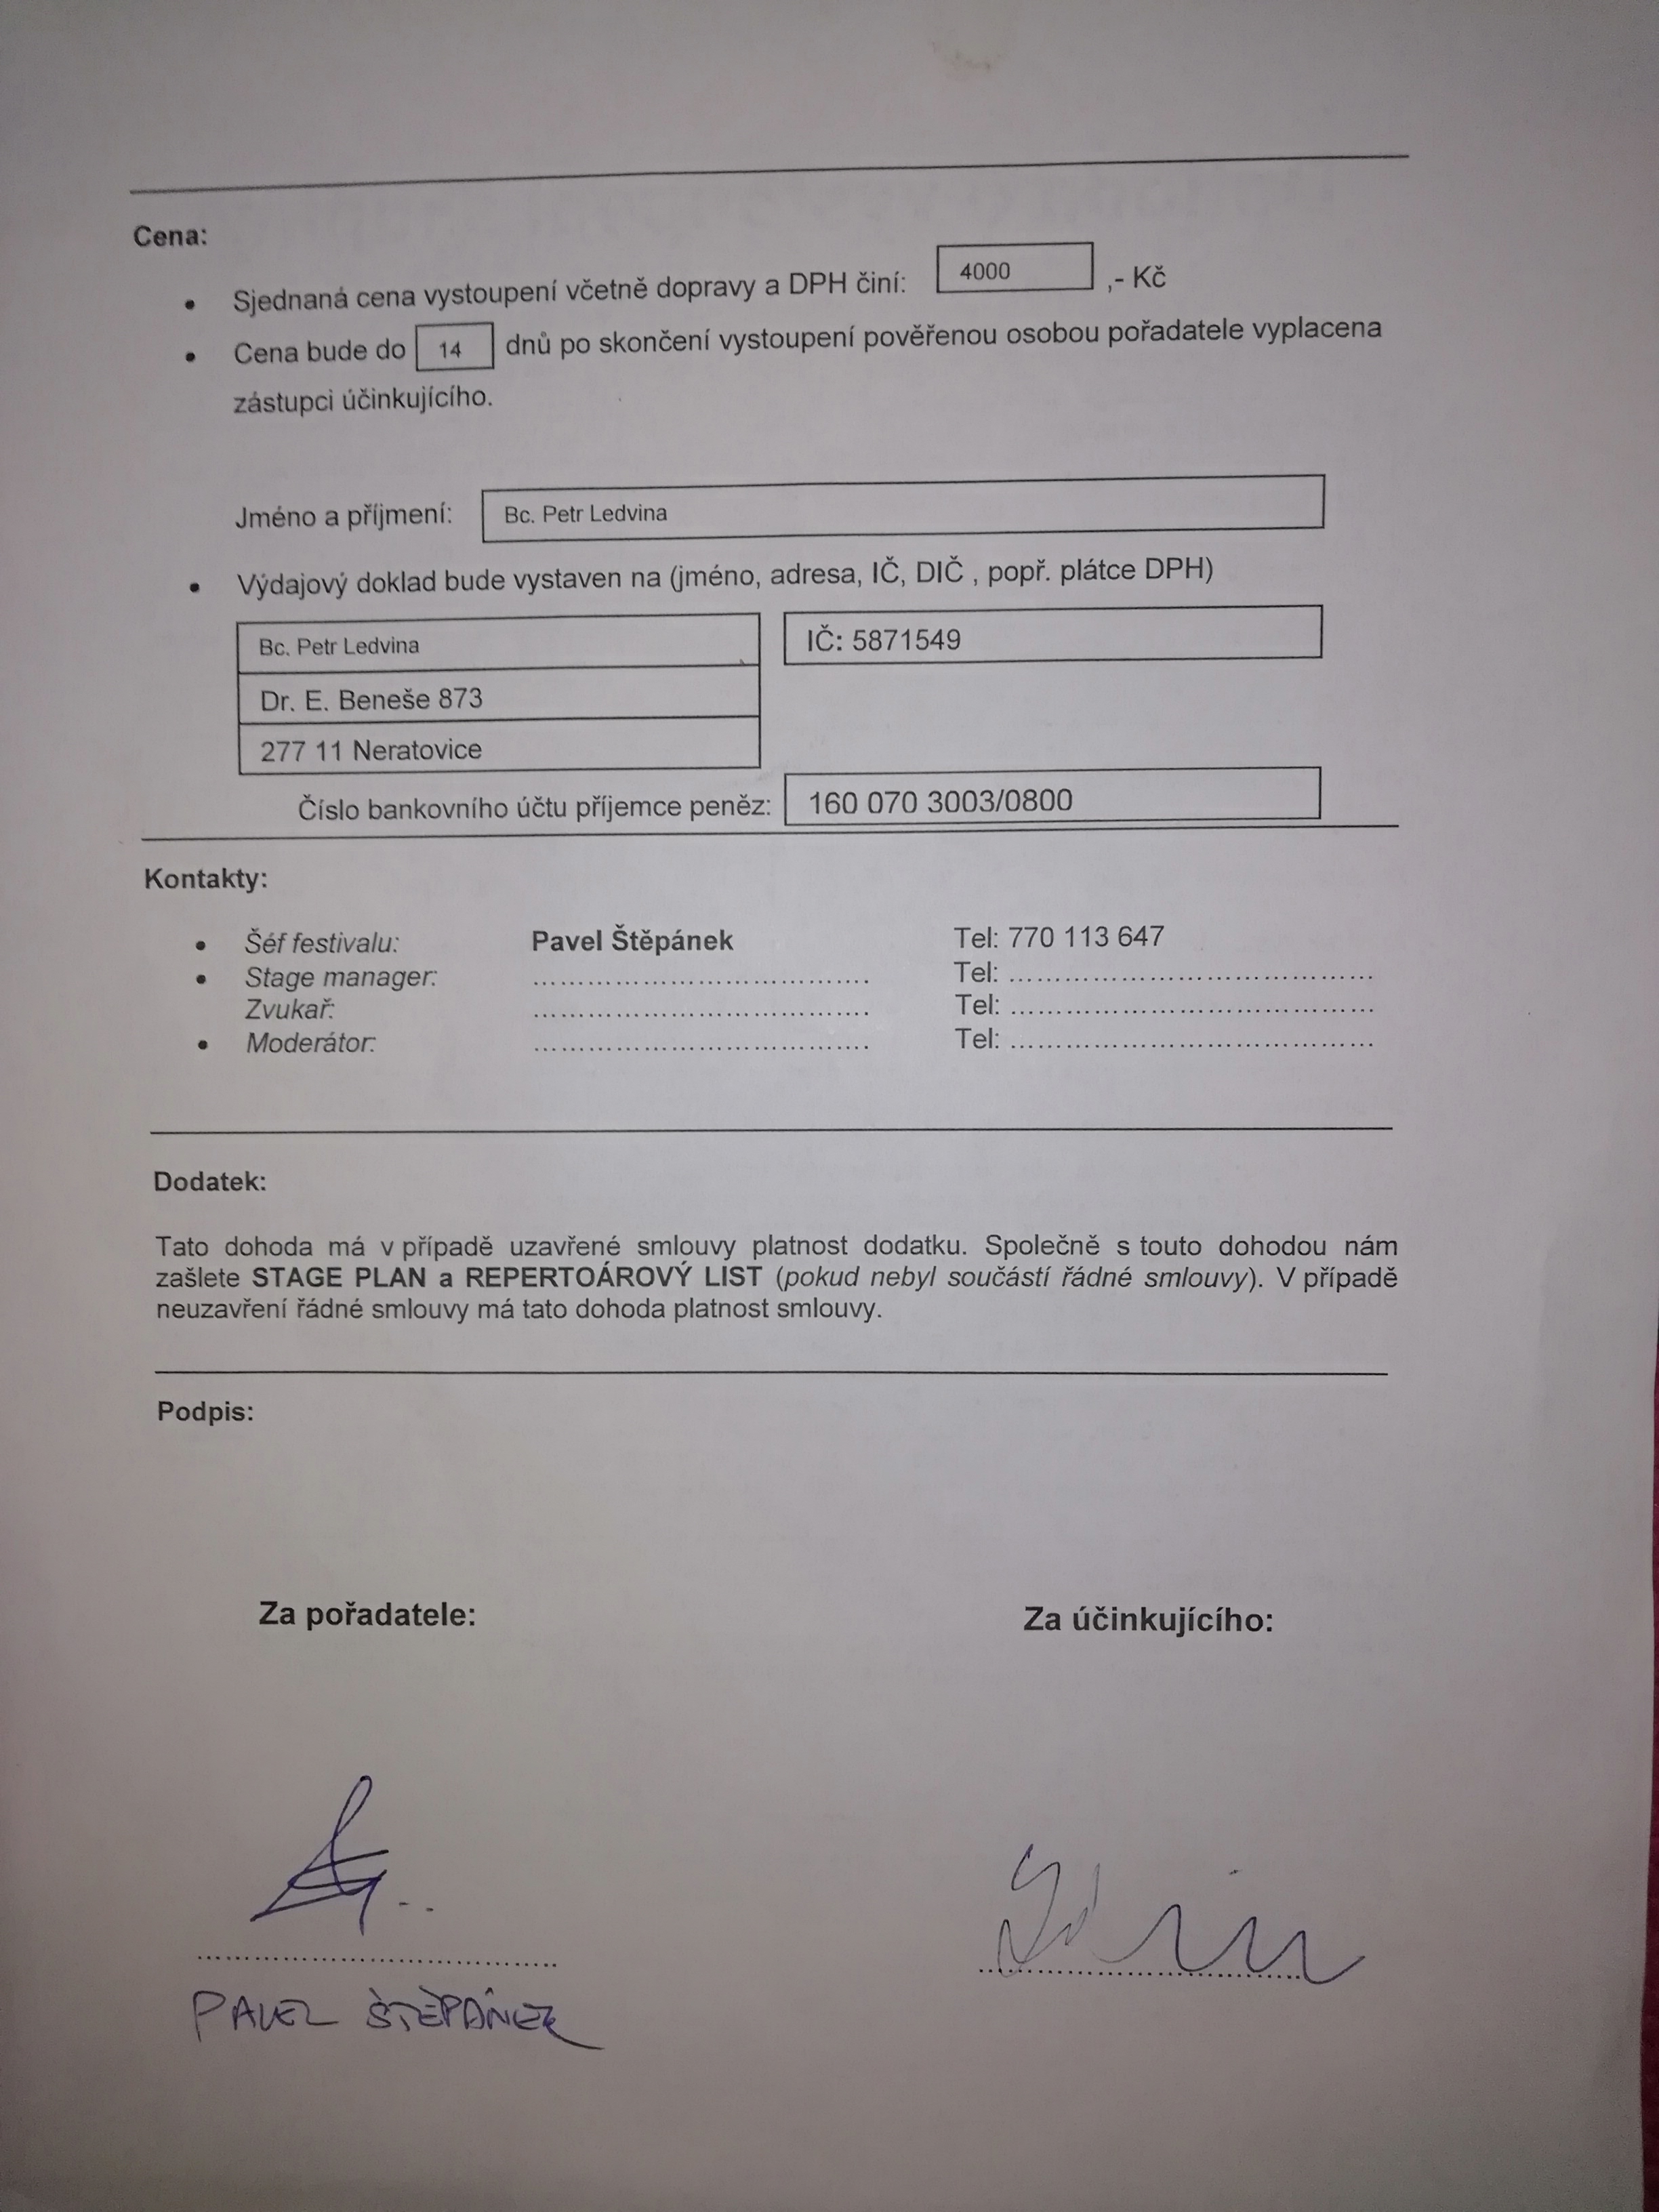 Cena:
• Sjednaná cena vystoupení včetně dopravy a DPH činí: 4000 ,- Kč
• Cena bude do 14 dnů po skončení vystoupení pověřenou osobou pořadatele vyplacena
zástupci účinkujícího.
Jméno a příjmení: Bc. Petr Ledvina
• Výdajový doklad bude vystaven na (jméno, adresa, IČ, DIČ , popř. plátce DPH)
Bc. Petr Ledvina IČ: 5871549
Dr. E. Beneše 873
277 11 Neratovice
Číslo bankovního účtu příjemce peněz: 160 070 3003/0800
Kontakty:
• Šéf festivalu: Pavel Štěpánek Tel: 770 113 647
• Stage manager: ........................................ Tel: ........................................
Zvukař: ........................................ Tel: ........................................
• Moderátor: ........................................ Tel: ........................................
Dodatek:
Tato dohoda má v případě uzavřené smlouvy platnost dodatku. Společně s touto dohodou nám
zašlete STAGE PLAN a REPERTOÁROVÝ LIST (pokud nebyl součástí řádné smlouvy). V případě
neuzavření řádné smlouvy má tato dohoda platnost smlouvy.
Podpis:
Za pořadatele: Za účinkujícího:
PAVEL ŠTĚPÁNEK